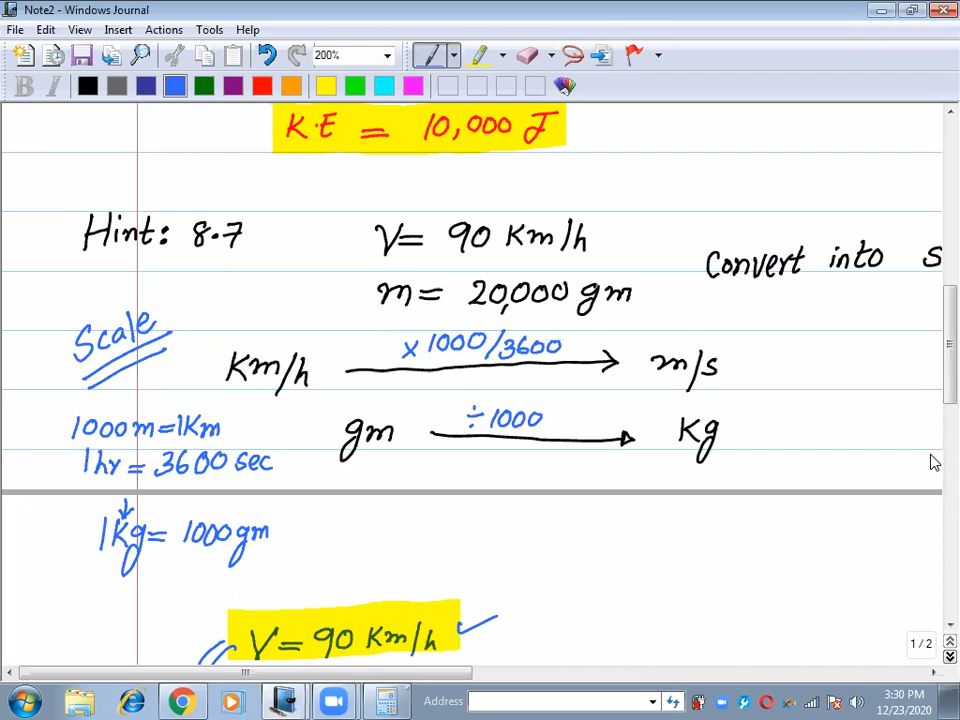 Note2 - Windows Journal
File Edit View Insert Actions Tools Help
200%
B I
K.E = 10,000 J
Hint: 8.7
V= 90 Km/h
Convert into S
m= 20,000 gm
Scale
Km/h x 1000/3600 m/s
1000m=1Km
gm ÷1000 Kg
1hr = 3600 sec
1Kg= 1000gm
V= 90 Km/h
1 / 2
Address
3:30 PM
12/23/2020